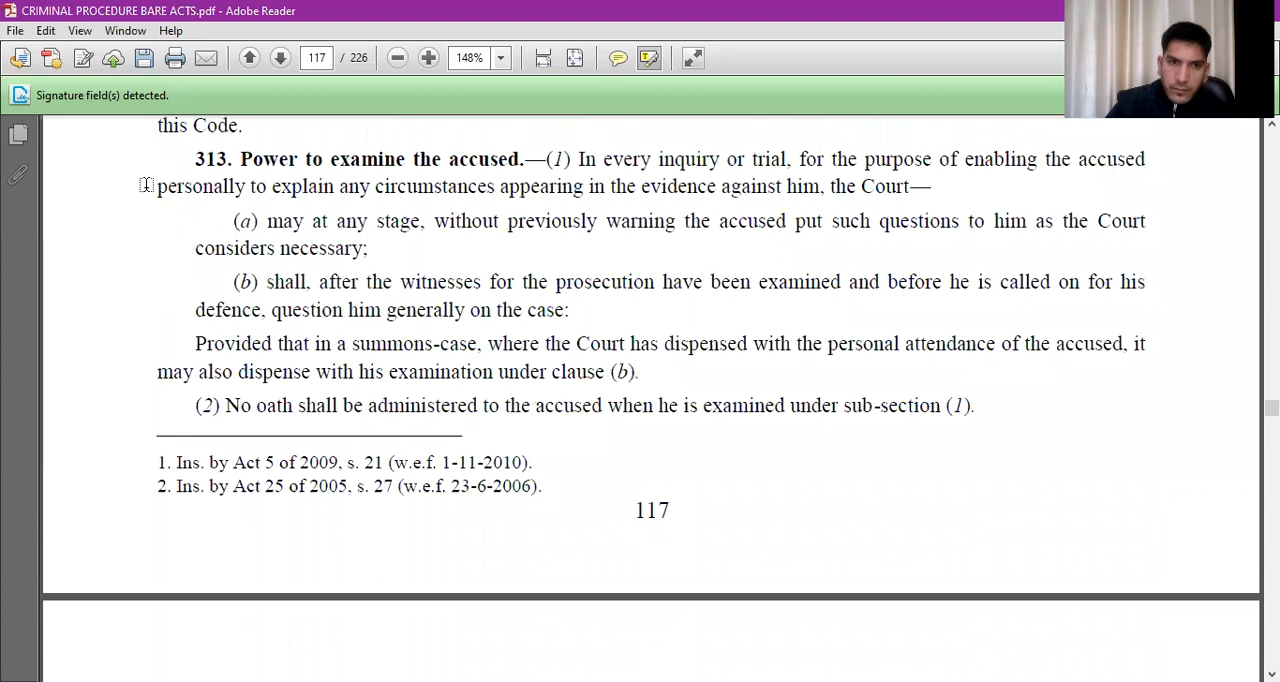 CRIMINAL PROCEDURE BARE ACTS.pdf - Adobe Reader
File Edit View Window Help
117 / 226 148%
Signature field(s) detected.
this Code.
313. Power to examine the accused.—(1) In every inquiry or trial, for the purpose of enabling the accused
personally to explain any circumstances appearing in the evidence against him, the Court—
(a) may at any stage, without previously warning the accused put such questions to him as the Court
considers necessary;
(b) shall, after the witnesses for the prosecution have been examined and before he is called on for his
defence, question him generally on the case:
Provided that in a summons-case, where the Court has dispensed with the personal attendance of the accused, it
may also dispense with his examination under clause (b).
(2) No oath shall be administered to the accused when he is examined under sub-section (1).
1. Ins. by Act 5 of 2009, s. 21 (w.e.f. 1-11-2010).
2. Ins. by Act 25 of 2005, s. 27 (w.e.f. 23-6-2006).
117